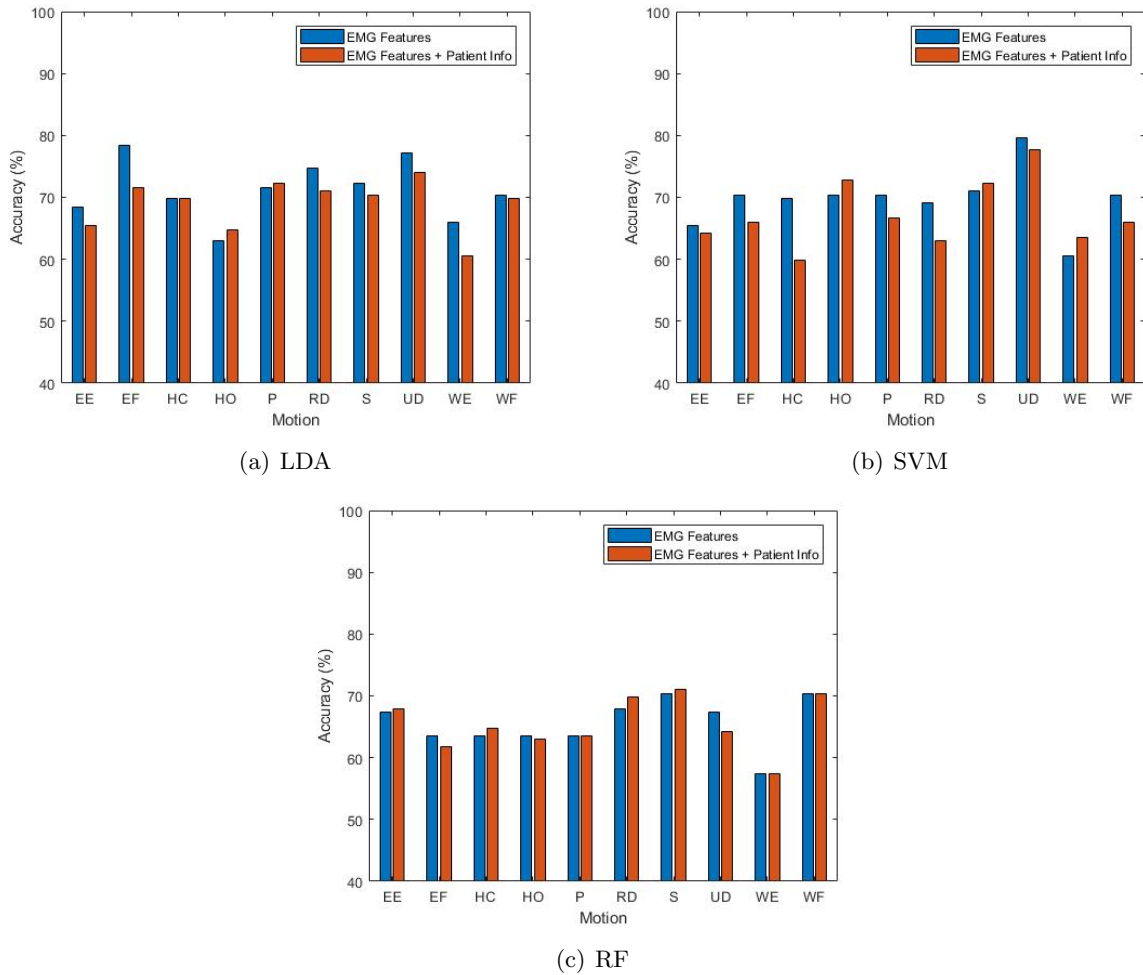 100
90
80
70
60
50
40
Accuracy (%)
EMG Features
EMG Features + Patient Info
EE EF HC HO P RD S UD WE WF
Motion
(a) LDA
100
90
80
70
60
50
40
Accuracy (%)
EMG Features
EMG Features + Patient Info
EE EF HC HO P RD S UD WE WF
Motion
(b) SVM
100
90
80
70
60
50
40
Accuracy (%)
EMG Features
EMG Features + Patient Info
EE EF HC HO P RD S UD WE WF
Motion
(c) RF